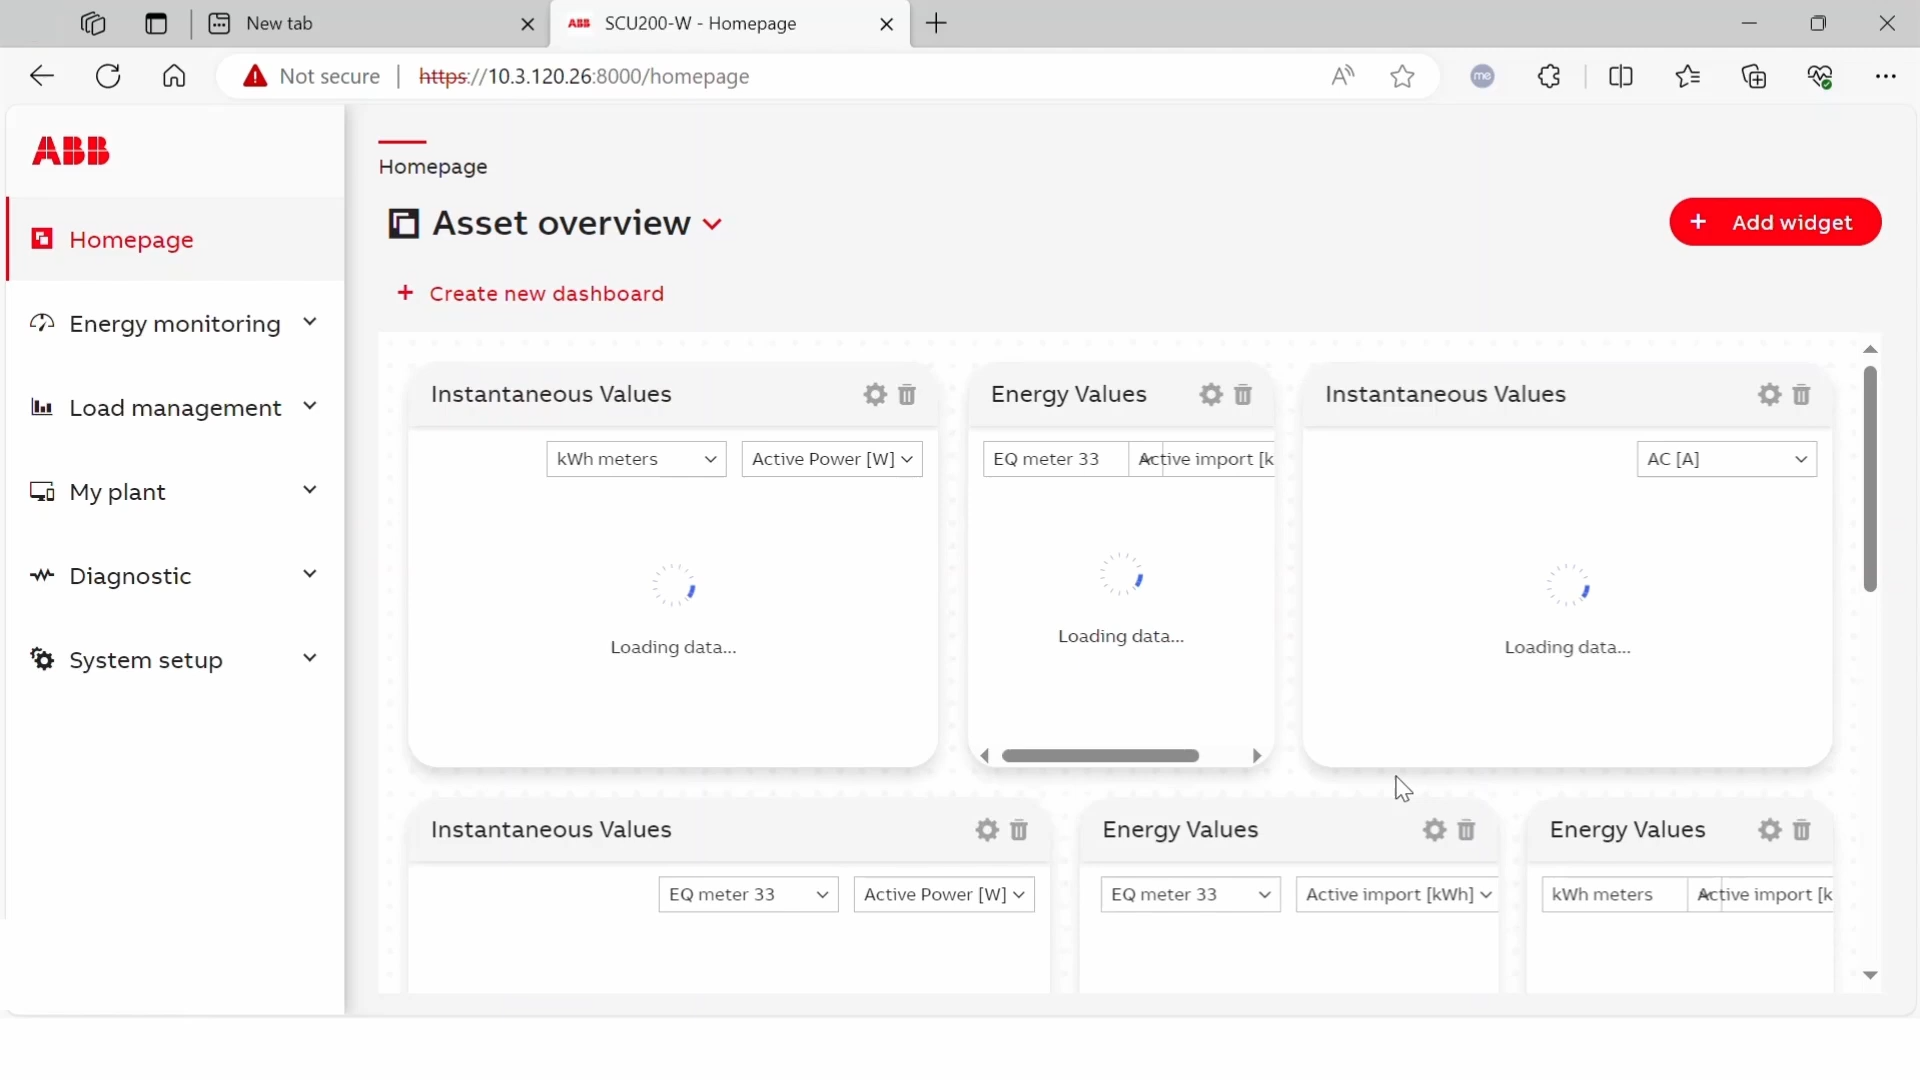 New tab
ABB SCU200-W - Homepage
Not secure | https://10.3.120.26:8000/homepage
me
ABB
Homepage
Energy monitoring
Load management
My plant
Diagnostic
System setup
Homepage
Asset overview
+ Add widget
+ Create new dashboard
Instantaneous Values
kWh meters
Active Power [W]
Loading data...
Energy Values
EQ meter 33
Active import [k
Loading data...
Instantaneous Values
AC [A]
Loading data...
Instantaneous Values
EQ meter 33
Active Power [W]
Energy Values
EQ meter 33
Active import [kWh]
Energy Values
kWh meters
Active import [k